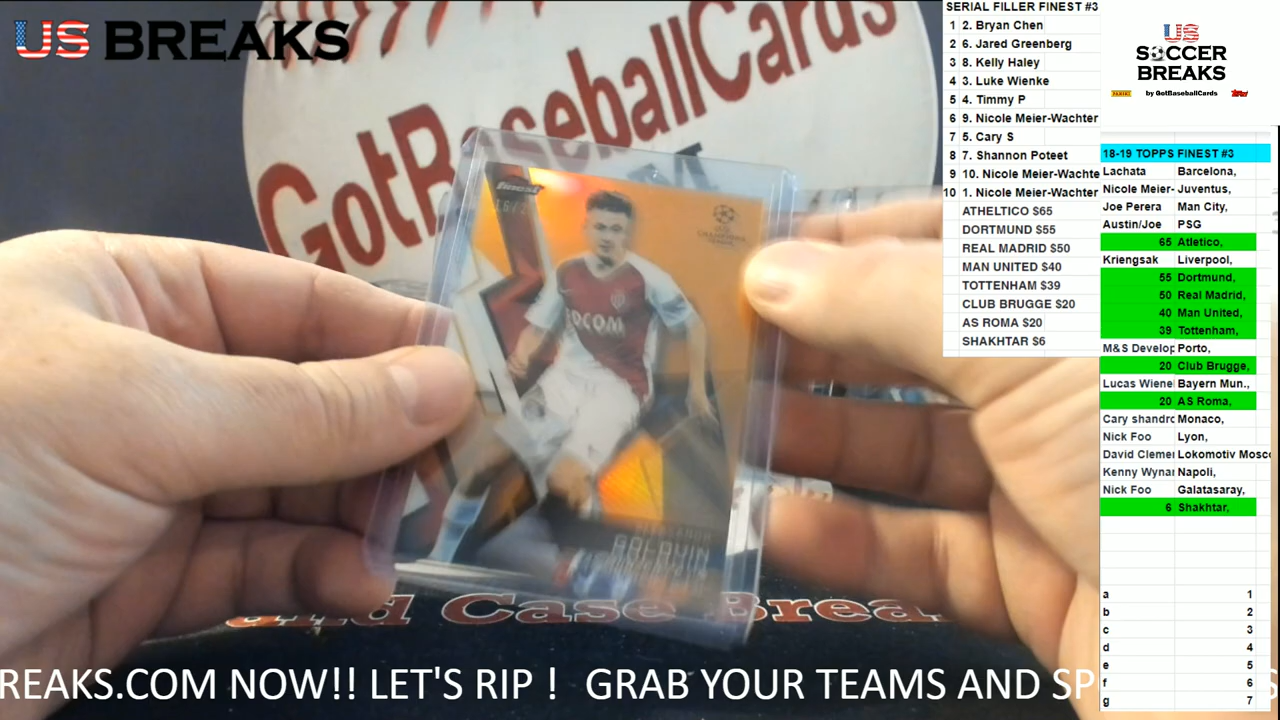 US BREAKS
GotBaseballCards
finest
GOLOVIN
and Case Brea
REAKS.COM NOW!! LET'S RIP ! GRAB YOUR TEAMS AND SP
SERIAL FILLER FINEST #3
1 2. Bryan Chen
2 6. Jared Greenberg
3 8. Kelly Haley
4 3. Luke Wienke
5 4. Timmy P
6 9. Nicole Meier-Wachter
7 5. Cary S
8 7. Shannon Poteet
9 10. Nicole Meier-Wachte
10 1. Nicole Meier-Wachter
ATHELTICO $65
DORTMUND $55
REAL MADRID $50
MAN UNITED $40
TOTTENHAM $39
CLUB BRUGGE $20
AS ROMA $20
SHAKHTAR $6
US
SOCCER
BREAKS
PANINI by GotBaseballCards Topps
18-19 TOPPS FINEST #3
Lachata Barcelona,
Nicole Meier- Juventus,
Joe Perera Man City,
Austin/Joe PSG
65 Atletico,
Kriengsak Liverpool,
55 Dortmund,
50 Real Madrid,
40 Man United,
39 Tottenham,
M&S Develop Porto,
20 Club Brugge,
Lucas Wiene Bayern Mun.,
20 AS Roma,
Cary shandro Monaco,
Nick Foo Lyon,
David Clemer Lokomotiv Mosco
Kenny Wynar Napoli,
Nick Foo Galatasaray,
6 Shakhtar,
a 1
b 2
c 3
d 4
e 5
f 6
g 7